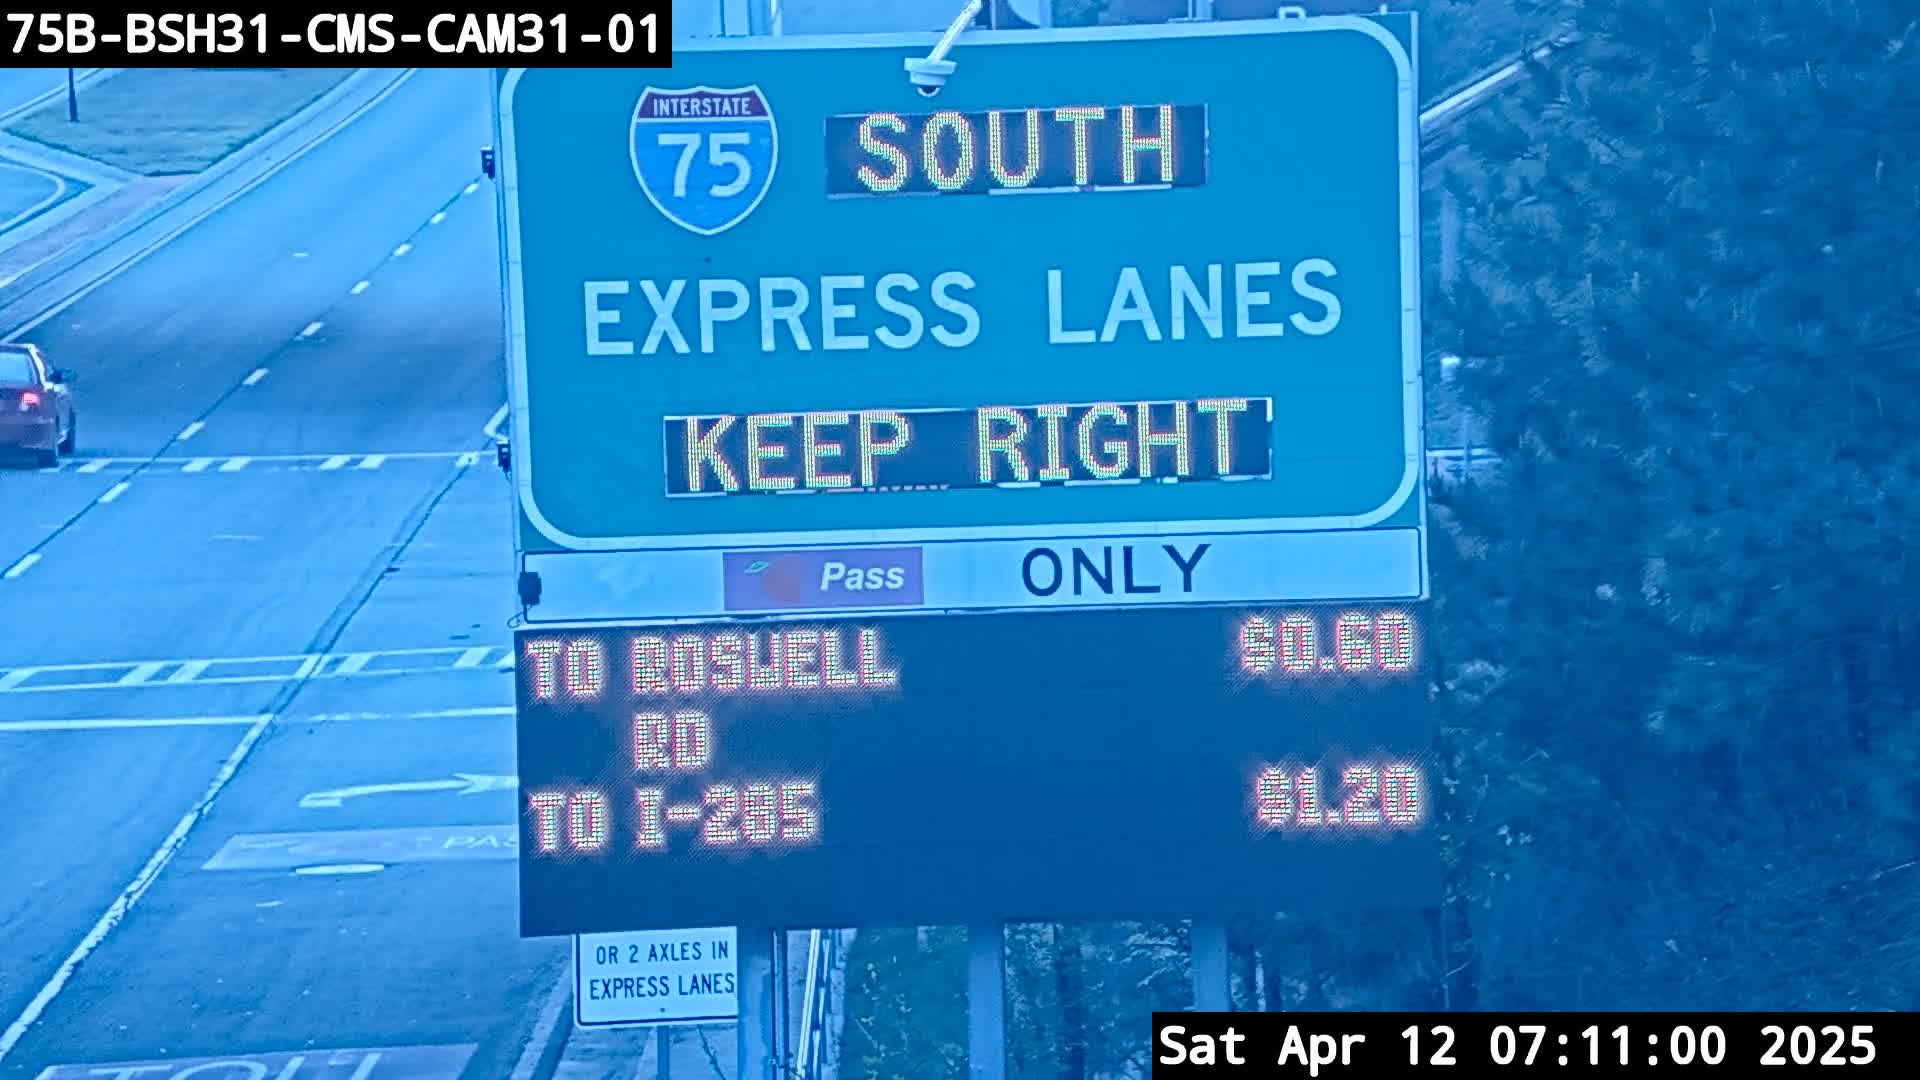 75B-BSH31-CMS-CAM31-01
INTERSTATE
75
SOUTH
EXPRESS LANES
KEEP RIGHT
Pass ONLY
TO ROSWELL $0.60
RD
TO I-285 $1.20
OR 2 AXLES IN
EXPRESS LANES
TOLL
Sat Apr 12 07:11:00 2025